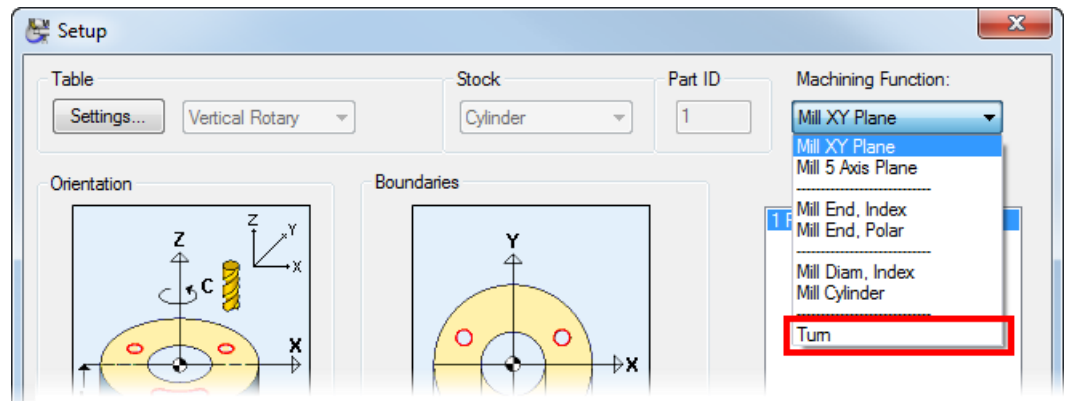 Setup
Table
Stock
Part ID
Machining Function:
Settings...
Vertical Rotary
Cylinder
1
Mill XY Plane
Mill XY Plane
Mill 5 Axis Plane
Mill End, Index
Mill End, Polar
Mill Diam, Index
Mill Cylinder
Turn
Orientation
Boundaries
Z
Y
X
Z
C
X
Y
X
1